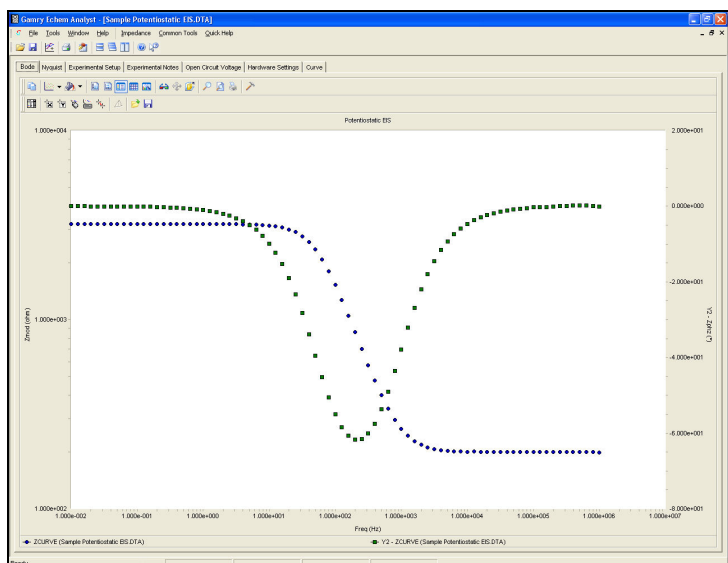 Gamry Echem Analyst - [Sample Potentiostatic EIS.DTA]
File Tools Window Help Impedance Common Tools Quick Help
Bode Nyquist Experimental Setup Experimental Notes Open Circuit Voltage Hardware Settings Curve
Potentiostatic EIS
1.000e+004 2.000e+001
0.000e+000
-2.000e+001
1.000e+003
Zmod (ohm) Y2 - Zphz (°)
-4.000e+001
-6.000e+001
1.000e+002 -8.000e+001
1.000e-002 1.000e-001 1.000e+000 1.000e+001 1.000e+002 1.000e+003 1.000e+004 1.000e+005 1.000e+006 1.000e+007
Freq (Hz)
ZCURVE (Sample Potentiostatic EIS.DTA) Y2 - ZCURVE (Sample Potentiostatic EIS.DTA)